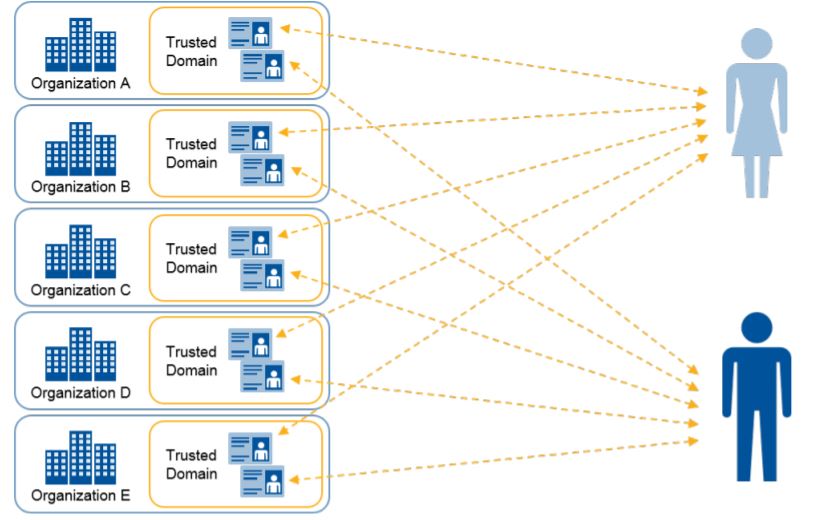 Trusted
Domain
Organization A
Trusted
Domain
Organization B
Trusted
Domain
Organization C
Trusted
Domain
Organization D
Trusted
Domain
Organization E